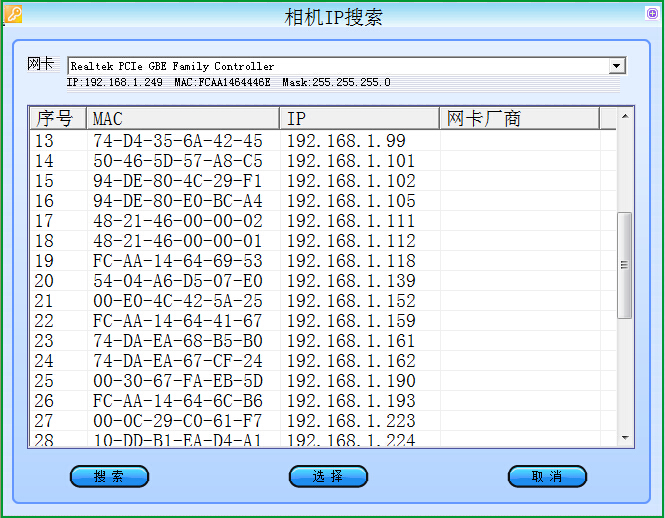 相机IP搜索
网卡 Realtek PCIe GBE Family Controller
IP:192.168.1.249 MAC:FCAA1464446E Mask:255.255.255.0
序号 MAC IP 网卡厂商
13 74-D4-35-6A-42-45 192.168.1.99
14 50-46-5D-57-A8-C5 192.168.1.101
15 94-DE-80-4C-29-F1 192.168.1.102
16 94-DE-80-E0-BC-A4 192.168.1.105
17 48-21-46-00-00-02 192.168.1.111
18 48-21-46-00-00-01 192.168.1.112
19 FC-AA-14-64-69-53 192.168.1.118
20 54-04-A6-D5-07-E0 192.168.1.139
21 00-E0-4C-42-5A-25 192.168.1.152
22 FC-AA-14-64-41-67 192.168.1.159
23 74-DA-EA-68-B5-B0 192.168.1.161
24 74-DA-EA-67-CF-24 192.168.1.162
25 00-30-67-FA-EB-5D 192.168.1.190
26 FC-AA-14-64-6C-B6 192.168.1.193
27 00-0C-29-C0-61-F7 192.168.1.223
28 10-DD-B1-EA-D4-A1 192.168.1.224
搜索 选择 取消